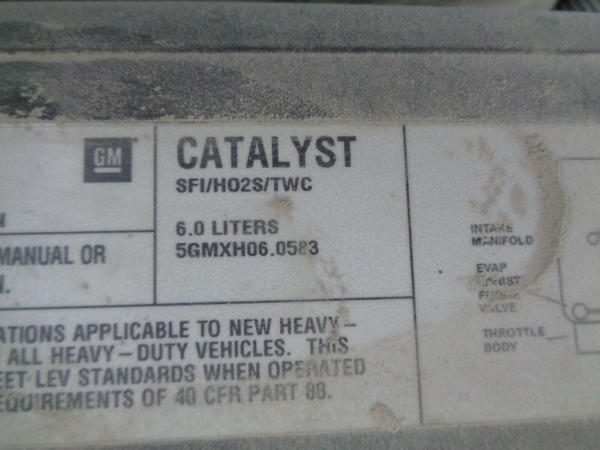 GM
CATALYST
SFI/HO2S/TWC
6.0 LITERS
5GMXH06.0583
N
MANUAL OR
N.
ATIONS APPLICABLE TO NEW HEAVY-
ALL HEAVY-DUTY VEHICLES. THIS
EET LEV STANDARDS WHEN OPERATED
EQUIREMENTS OF 40 CFR PART 88.
INTAKE
MANIFOLD
EVAP
PURGE
VALVE
THROTTLE
BODY